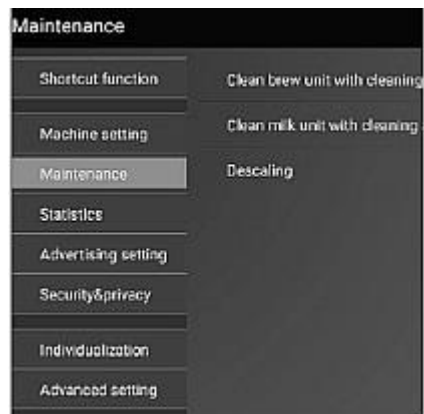 Maintenance
Shortcut function
Machine setting
Maintenance
Statistics
Advertising setting
Security&privacy
Individualization
Advanced setting
Clean brew unit with cleaning
Clean milk unit with cleaning
Descaling